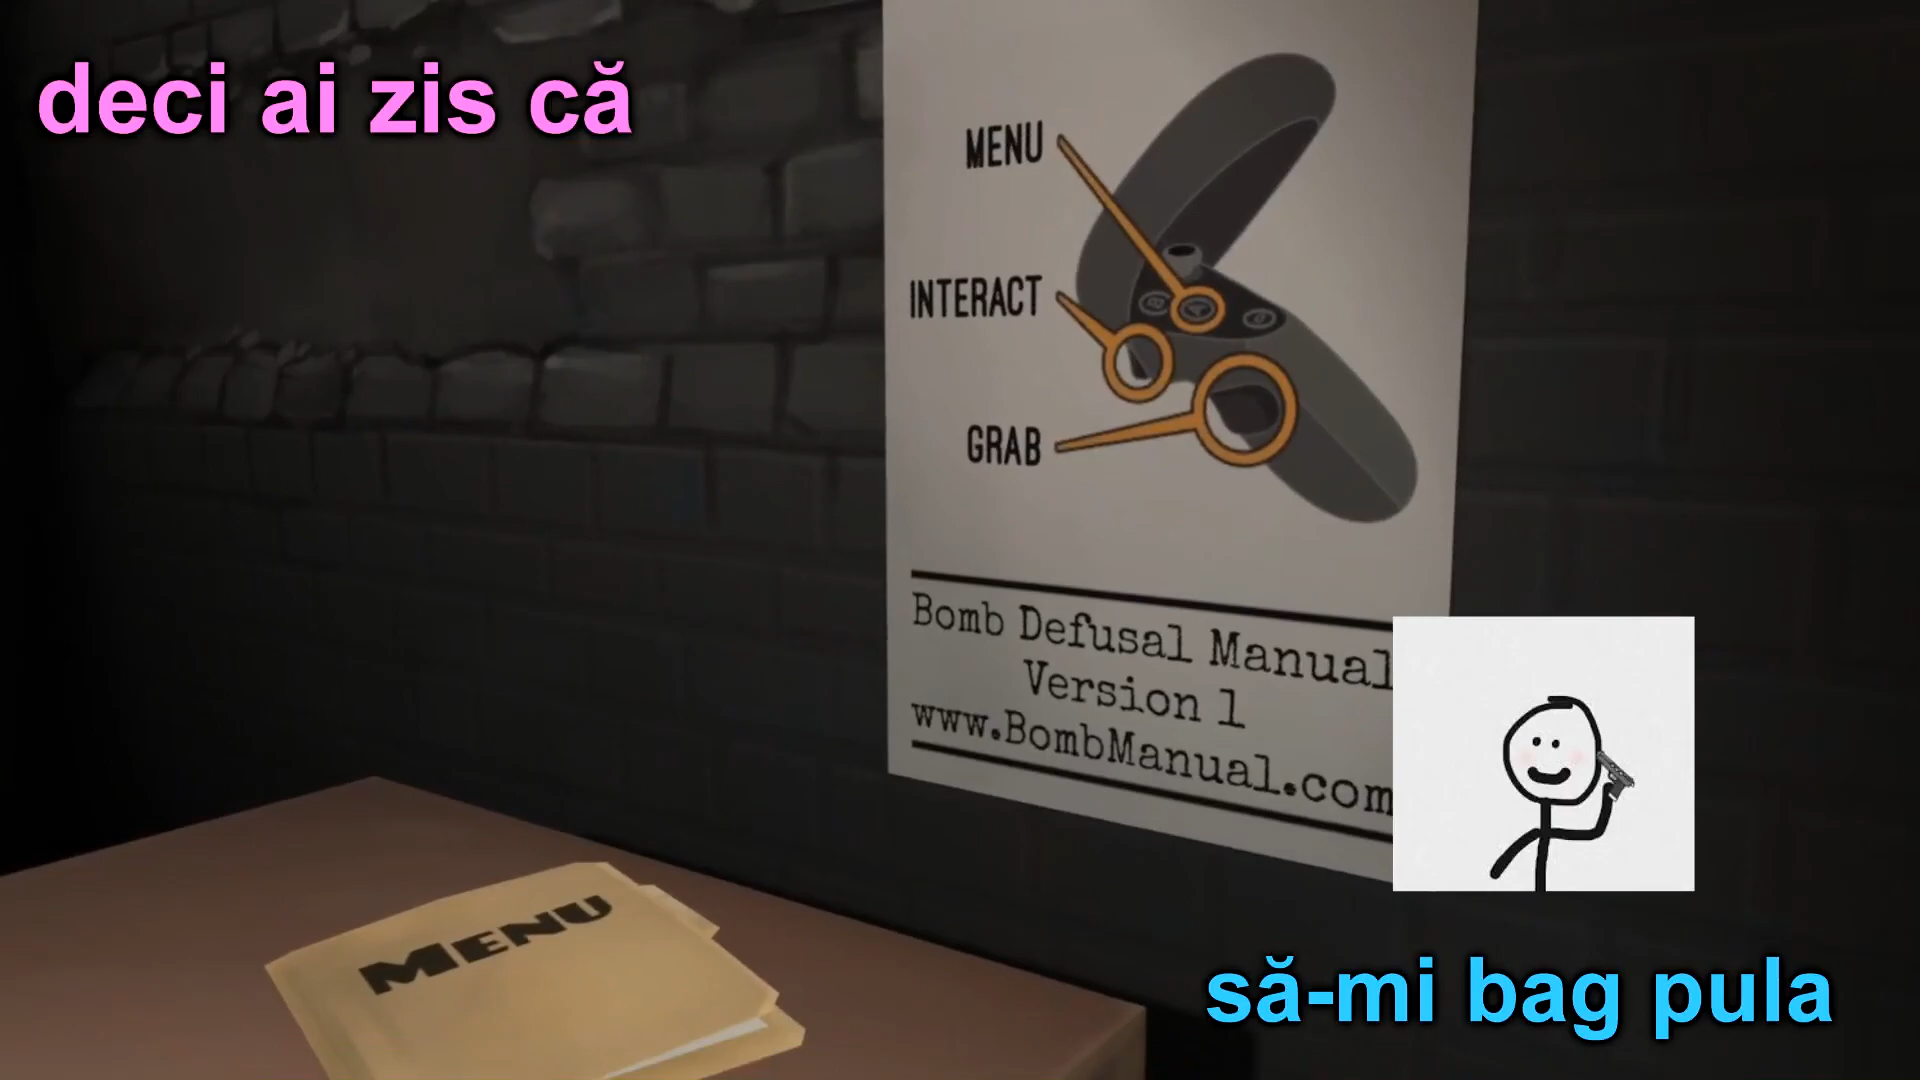 deci ai zis că
MENU
INTERACT
GRAB
Bomb Defusal Manual
Version 1
www.BombManual.com
MENU
să-mi bag pula